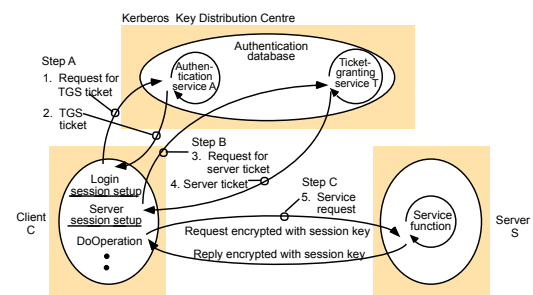 Kerberos Key Distribution Centre
Step A
1. Request for
TGS ticket
2. TGS
ticket
Authentication
database
Authen-
tication
service A
Ticket-
granting
service T
Step B
3. Request for
server ticket
4. Server ticket
Step C
5. Service
request
Client
C
Login
session setup
Server
session setup
DoOperation
Request encrypted with session key
Reply encrypted with session key
Service
function
Server
S